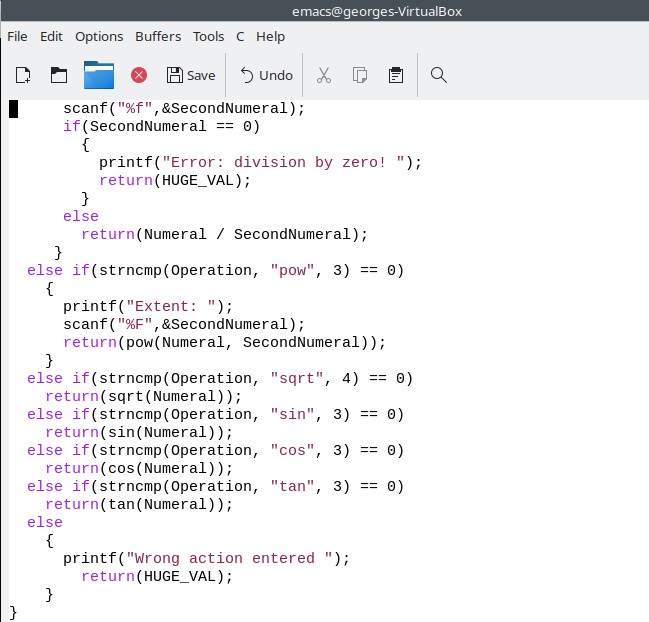 emacs@georges-VirtualBox
File Edit Options Buffers Tools C Help
Save Undo
scanf("%f",&SecondNumeral);
if(SecondNumeral == 0)
{
printf("Error: division by zero! ");
return(HUGE_VAL);
}
else
return(Numeral / SecondNumeral);
}
else if(strncmp(Operation, "pow", 3) == 0)
{
printf("Extent: ");
scanf("%F",&SecondNumeral);
return(pow(Numeral, SecondNumeral));
}
else if(strncmp(Operation, "sqrt", 4) == 0)
return(sqrt(Numeral));
else if(strncmp(Operation, "sin", 3) == 0)
return(sin(Numeral));
else if(strncmp(Operation, "cos", 3) == 0)
return(cos(Numeral));
else if(strncmp(Operation, "tan", 3) == 0)
return(tan(Numeral));
else
{
printf("Wrong action entered ");
return(HUGE_VAL);
}
}